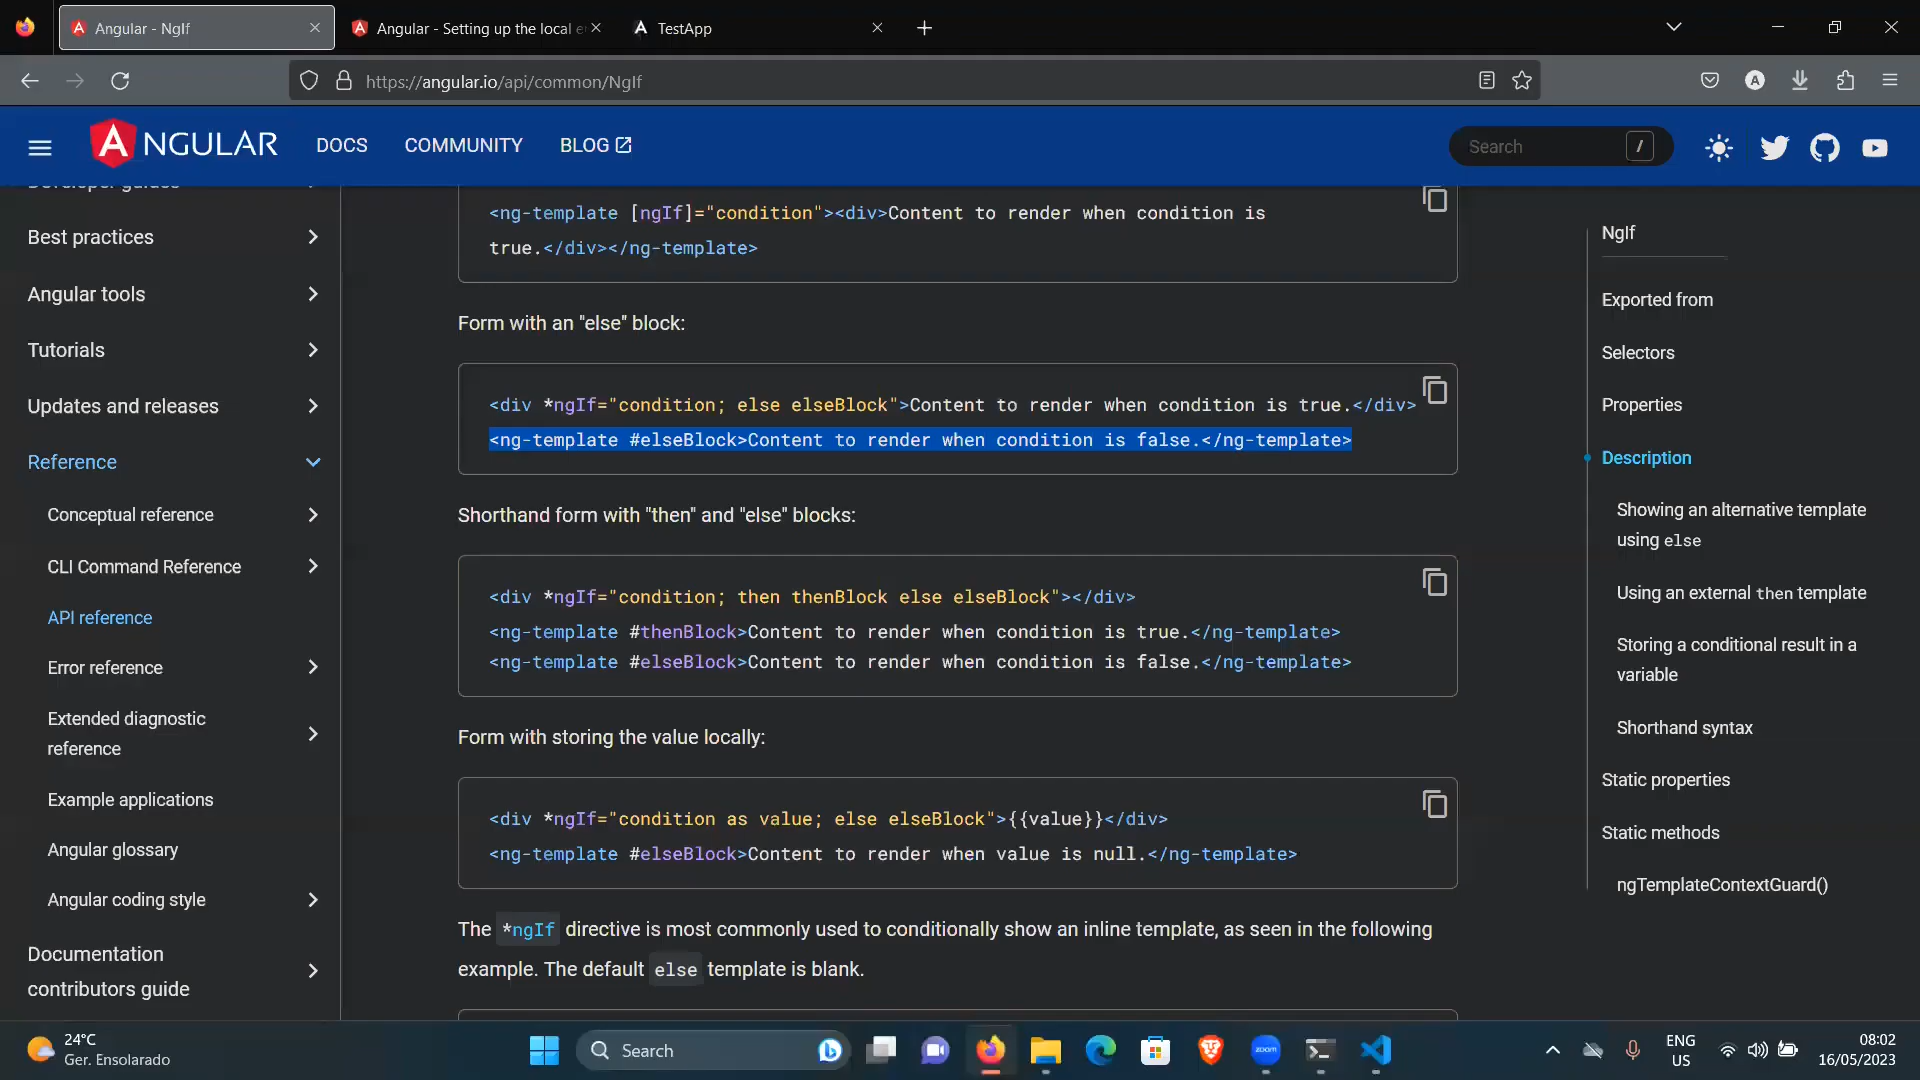 Angular - NgIf
Angular - Setting up the local e
TestApp
https://angular.io/api/common/NgIf
ANGULAR
DOCS
COMMUNITY
BLOG
Search
/
Developer guides
Best practices
Angular tools
Tutorials
Updates and releases
Reference
Conceptual reference
CLI Command Reference
API reference
Error reference
Extended diagnostic
reference
Example applications
Angular glossary
Angular coding style
Documentation
contributors guide
<ng-template [ngIf]="condition"><div>Content to render when condition is
true.</div></ng-template>
Form with an "else" block:
<div *ngIf="condition; else elseBlock">Content to render when condition is true.</div>
<ng-template #elseBlock>Content to render when condition is false.</ng-template>
Shorthand form with "then" and "else" blocks:
<div *ngIf="condition; then thenBlock else elseBlock"></div>
<ng-template #thenBlock>Content to render when condition is true.</ng-template>
<ng-template #elseBlock>Content to render when condition is false.</ng-template>
Form with storing the value locally:
<div *ngIf="condition as value; else elseBlock">{{value}}</div>
<ng-template #elseBlock>Content to render when value is null.</ng-template>
The *ngIf directive is most commonly used to conditionally show an inline template, as seen in the following
example. The default else template is blank.
NgIf
Exported from
Selectors
Properties
Description
Showing an alternative template
using else
Using an external then template
Storing a conditional result in a
variable
Shorthand syntax
Static properties
Static methods
ngTemplateContextGuard()
24°C
Ger. Ensolarado
Search
zoom
ENG
US
08:02
16/05/2023